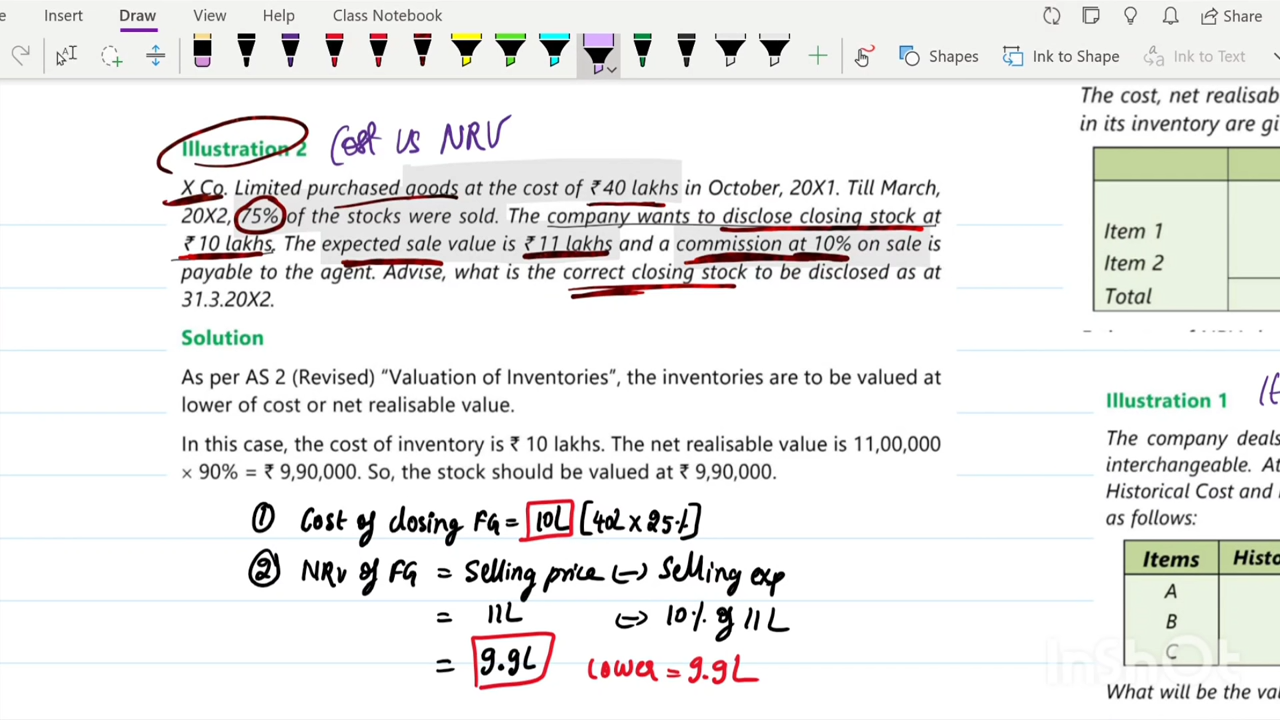 Insert Draw View Help Class Notebook Share
Shapes Ink to Shape Ink to Text
Illustration 2 Cost vs NRV
X Co. Limited purchased goods at the cost of ₹ 40 lakhs in October, 20X1. Till March,
20X2, 75% of the stocks were sold. The company wants to disclose closing stock at
₹ 10 lakhs. The expected sale value is ₹ 11 lakhs and a commission at 10% on sale is
payable to the agent. Advise, what is the correct closing stock to be disclosed as at
31.3.20X2.
Solution
As per AS 2 (Revised) "Valuation of Inventories", the inventories are to be valued at
lower of cost or net realisable value.
In this case, the cost of inventory is ₹ 10 lakhs. The net realisable value is 11,00,000
× 90% = ₹ 9,90,000. So, the stock should be valued at ₹ 9,90,000.
① Cost of closing FG = 10L [40L x 25%]
② NRV of FG = Selling price (-) Selling exp
= 11L (-) 10% of 11L
= 9.9L Lower = 9.9L
The cost, net realisab
in its inventory are gi
Item 1
Item 2
Total
Illustration 1
The company deals
interchangeable. At
Historical Cost and
as follows:
Items Histo
A
B
C
InShot
What will be the val